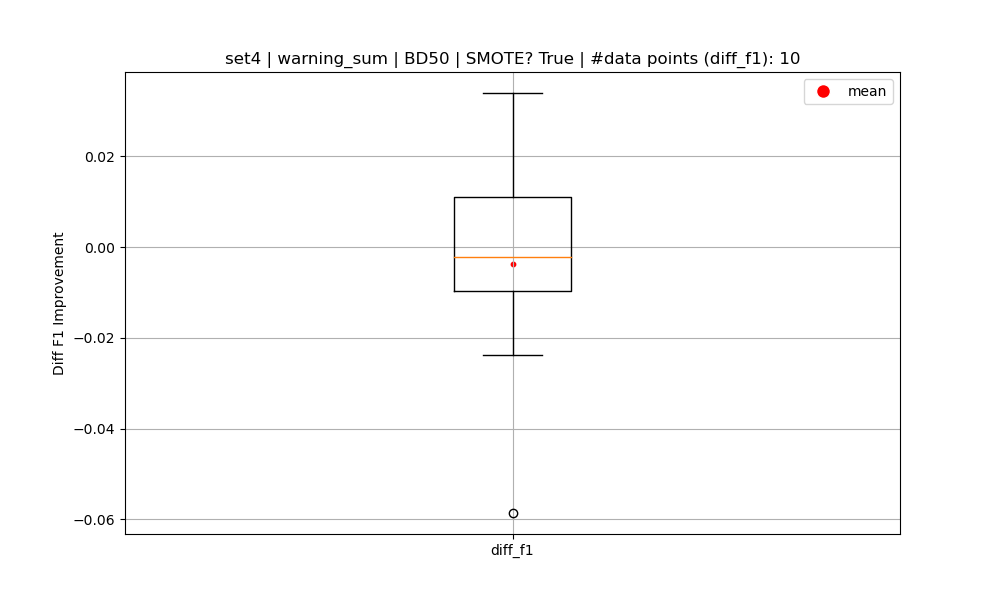 set4 | warning_sum | BD50 | SMOTE? True | #data points (diff_f1): 10
mean
Diff F1 Improvement
0.02
0.00
−0.02
−0.04
−0.06
diff_f1